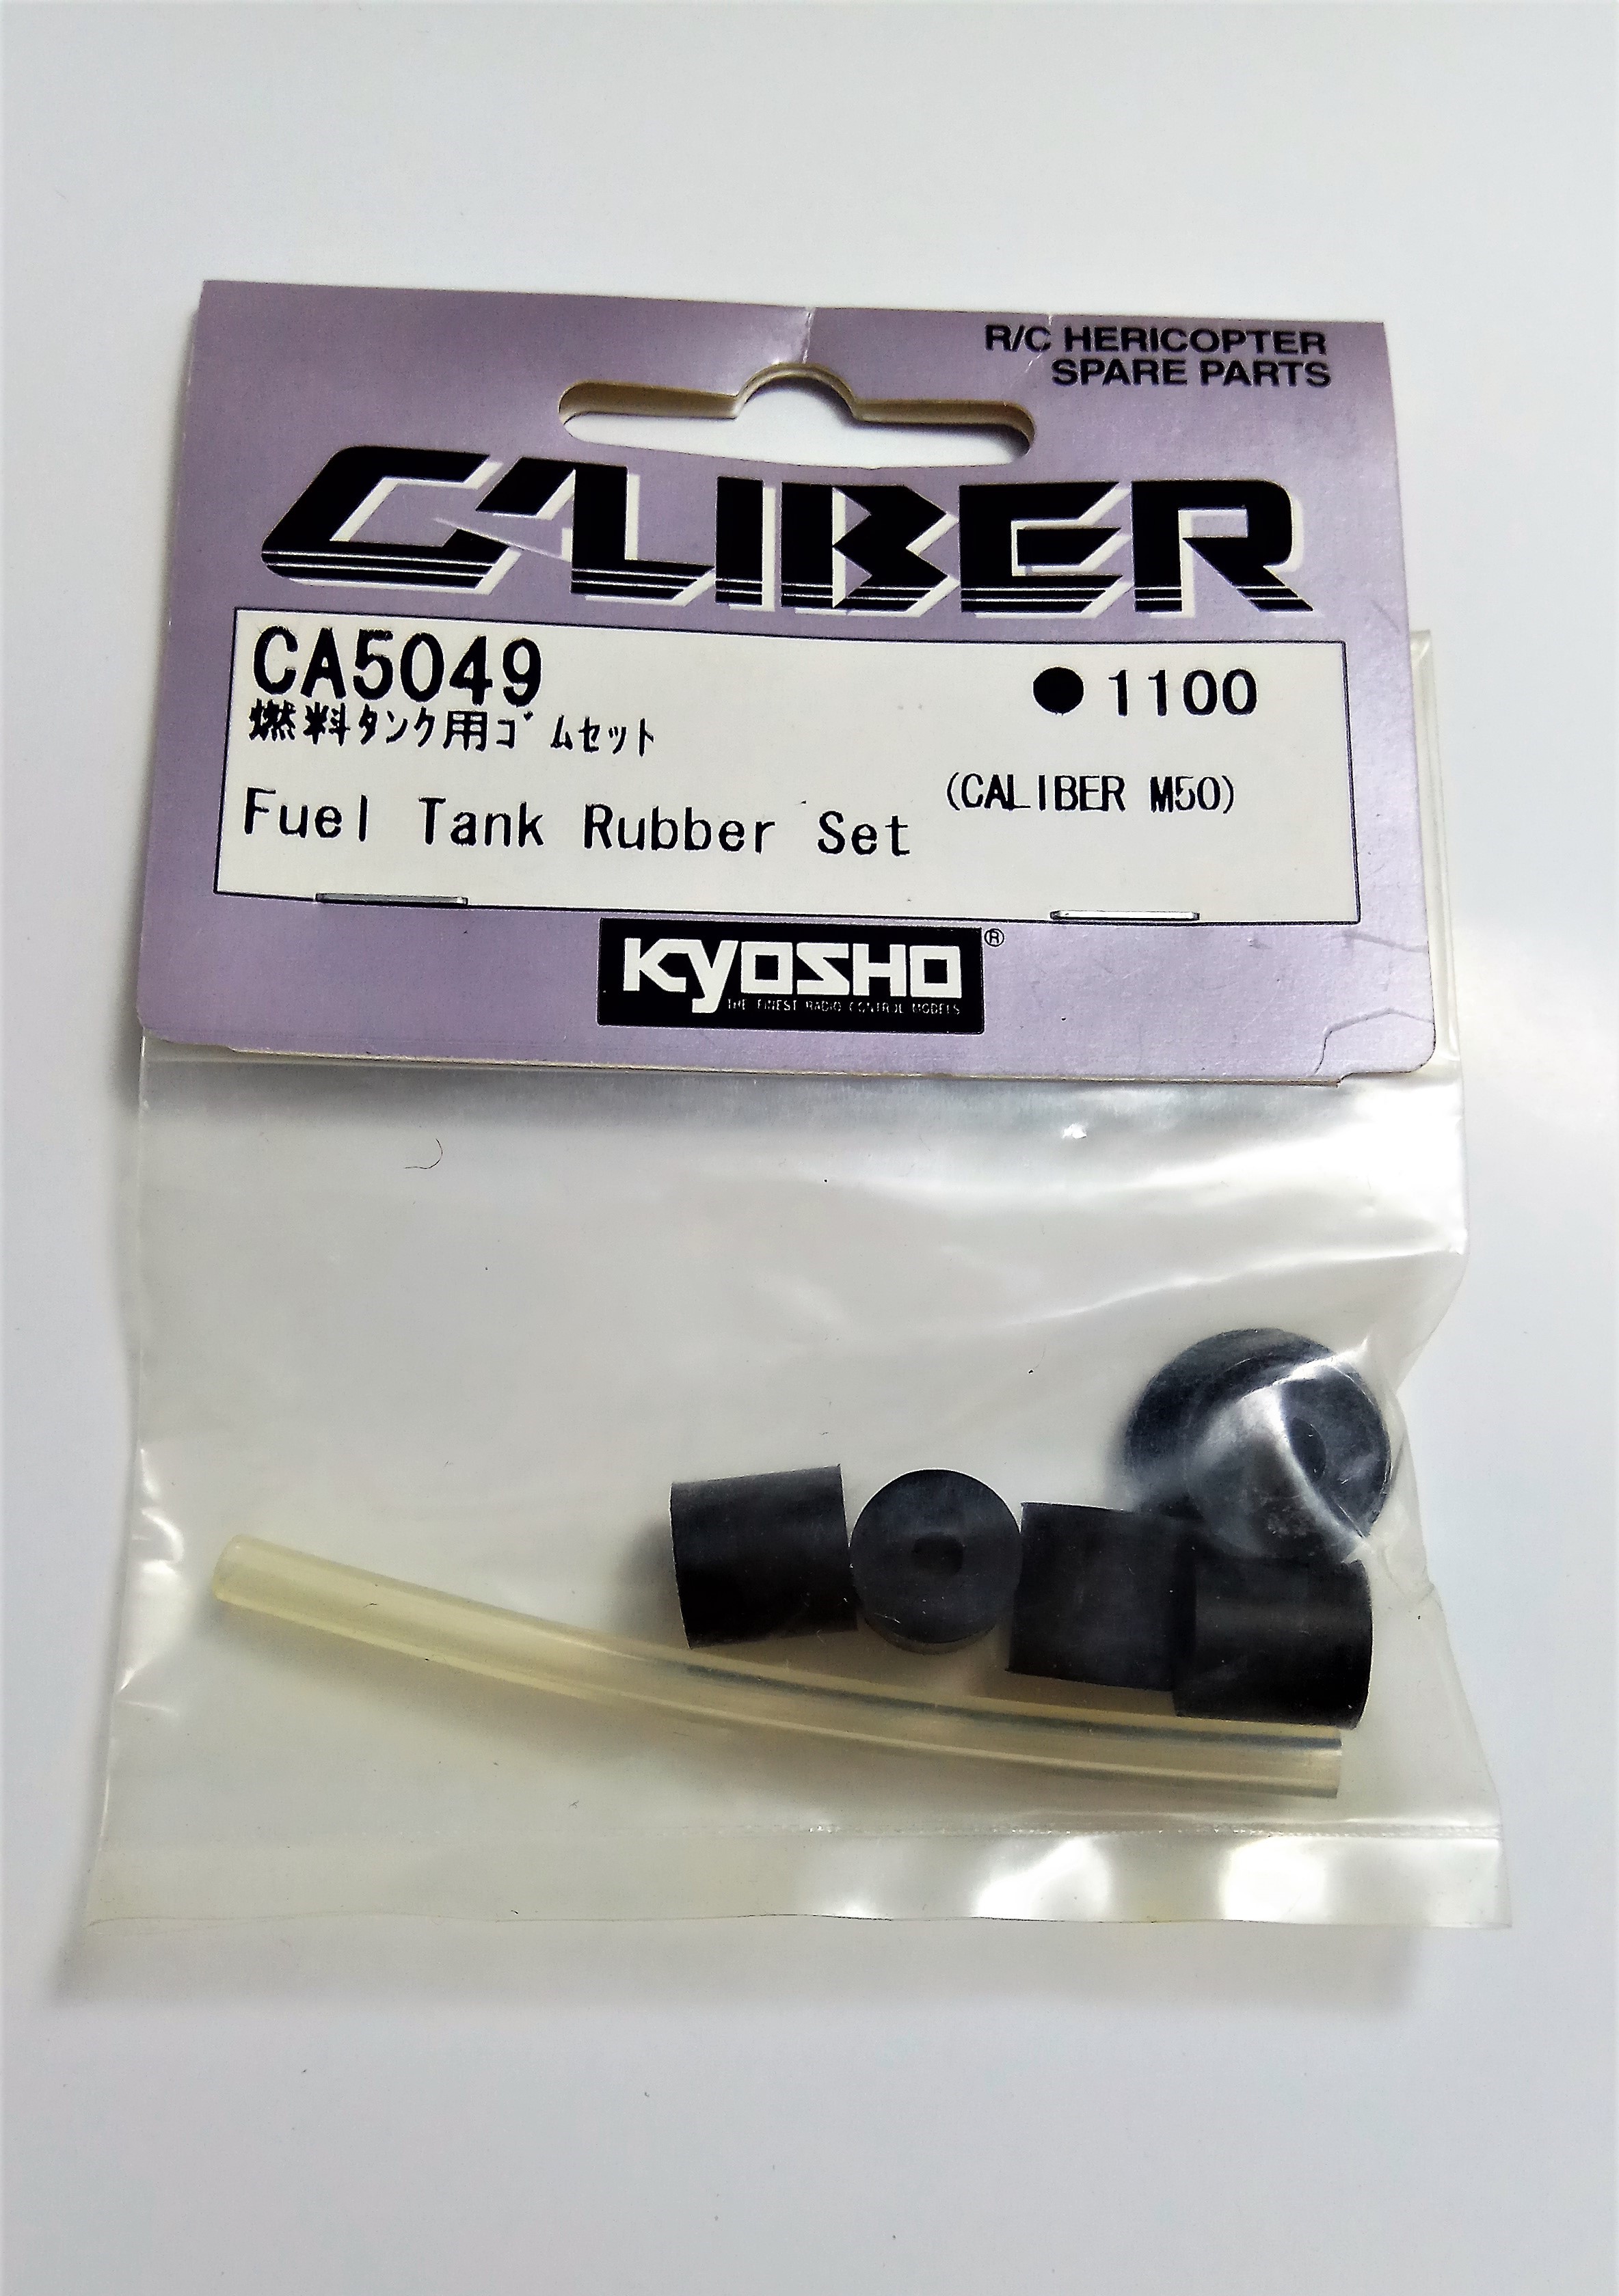 R/C HERICOPTER
SPARE PARTS
CALIBER
CA5049
●1100
燃料タンク用ゴムセット
(CALIBER M50)
Fuel Tank Rubber Set
KYOSHO®
THE FINEST RADIO CONTROL MODELS